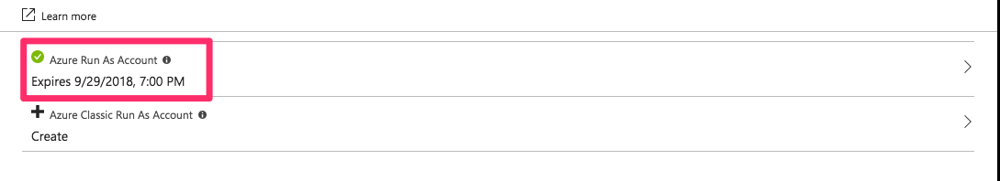 Learn more
Azure Run As Account
Expires 9/29/2018, 7:00 PM
Azure Classic Run As Account
Create